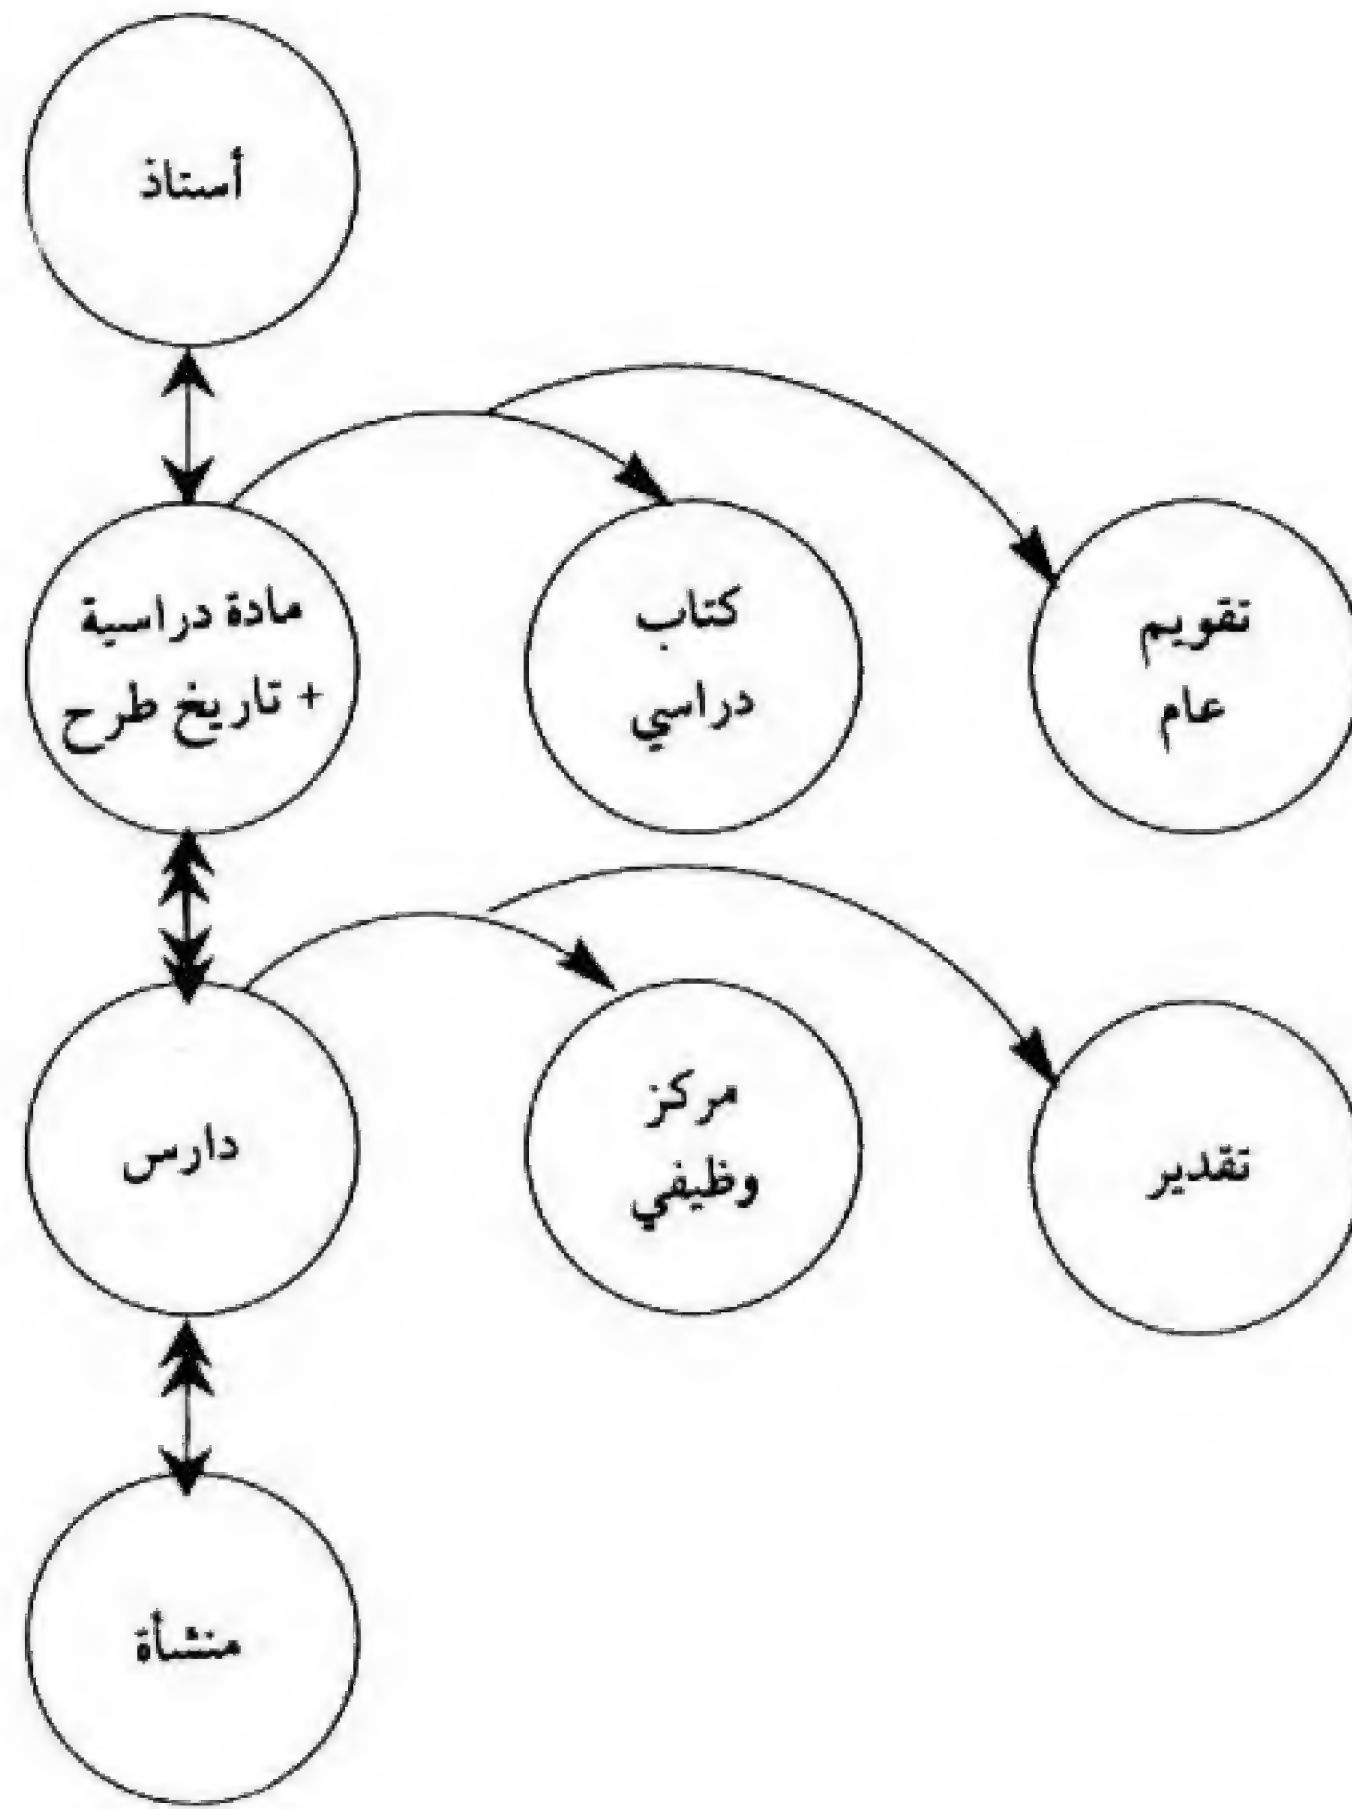 أستاذ
مادة دراسية
+ تاريخ طرح
كتاب
دراسي
تقويم
عام
دارس
مركز
وظيفي
تقدير
منشأة